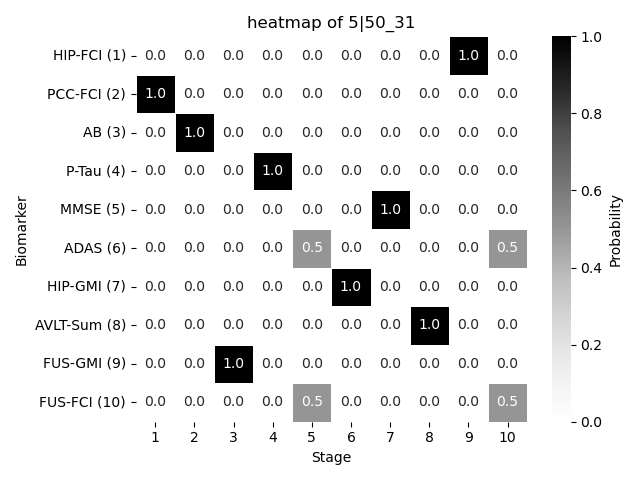 heatmap of 5|50_31
HIP-FCI (1) 0.0 0.0 0.0 0.0 0.0 0.0 0.0 0.0 1.0 0.0
PCC-FCI (2) 1.0 0.0 0.0 0.0 0.0 0.0 0.0 0.0 0.0 0.0
AB (3) 0.0 1.0 0.0 0.0 0.0 0.0 0.0 0.0 0.0 0.0
P-Tau (4) 0.0 0.0 0.0 1.0 0.0 0.0 0.0 0.0 0.0 0.0
MMSE (5) 0.0 0.0 0.0 0.0 0.0 0.0 1.0 0.0 0.0 0.0
ADAS (6) 0.0 0.0 0.0 0.0 0.5 0.0 0.0 0.0 0.0 0.5
HIP-GMI (7) 0.0 0.0 0.0 0.0 0.0 1.0 0.0 0.0 0.0 0.0
AVLT-Sum (8) 0.0 0.0 0.0 0.0 0.0 0.0 0.0 1.0 0.0 0.0
FUS-GMI (9) 0.0 0.0 1.0 0.0 0.0 0.0 0.0 0.0 0.0 0.0
FUS-FCI (10) 0.0 0.0 0.0 0.0 0.5 0.0 0.0 0.0 0.0 0.5
1 2 3 4 5 6 7 8 9 10
Stage
Biomarker
1.0
0.8
0.6
0.4
0.2
0.0
Probability